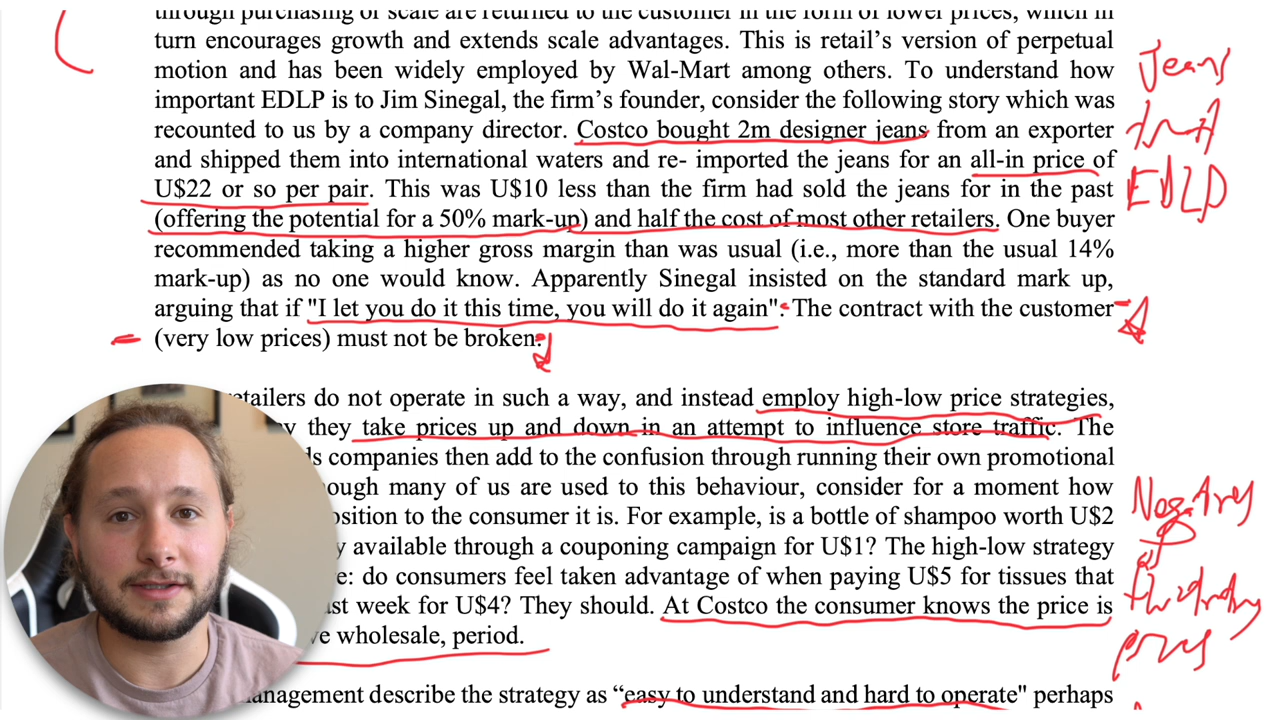 through purchasing or scale are returned to the customer in the form of lower prices, which in
turn encourages growth and extends scale advantages. This is retail's version of perpetual
motion and has been widely employed by Wal-Mart among others. To understand how
important EDLP is to Jim Sinegal, the firm's founder, consider the following story which was
recounted to us by a company director. Costco bought 2m designer jeans from an exporter
and shipped them into international waters and re- imported the jeans for an all-in price of
U$22 or so per pair. This was U$10 less than the firm had sold the jeans for in the past
(offering the potential for a 50% mark-up) and half the cost of most other retailers. One buyer
recommended taking a higher gross margin than was usual (i.e., more than the usual 14%
mark-up) as no one would know. Apparently Sinegal insisted on the standard mark up,
arguing that if "I let you do it this time, you will do it again". The contract with the customer
(very low prices) must not be broken.
Jeans
EDLP
etailers do not operate in such a way, and instead employ high-low price strategies,
y they take prices up and down in an attempt to influence store traffic. The
ds companies then add to the confusion through running their own promotional
ough many of us are used to this behaviour, consider for a moment how
osition to the consumer it is. For example, is a bottle of shampoo worth U$2
y available through a couponing campaign for U$1? The high-low strategy
e: do consumers feel taken advantage of when paying U$5 for tissues that
ast week for U$4? They should. At Costco the consumer knows the price is
ve wholesale, period.
Negatives
of
prices
anagement describe the strategy as “easy to understand and hard to operate" perhaps